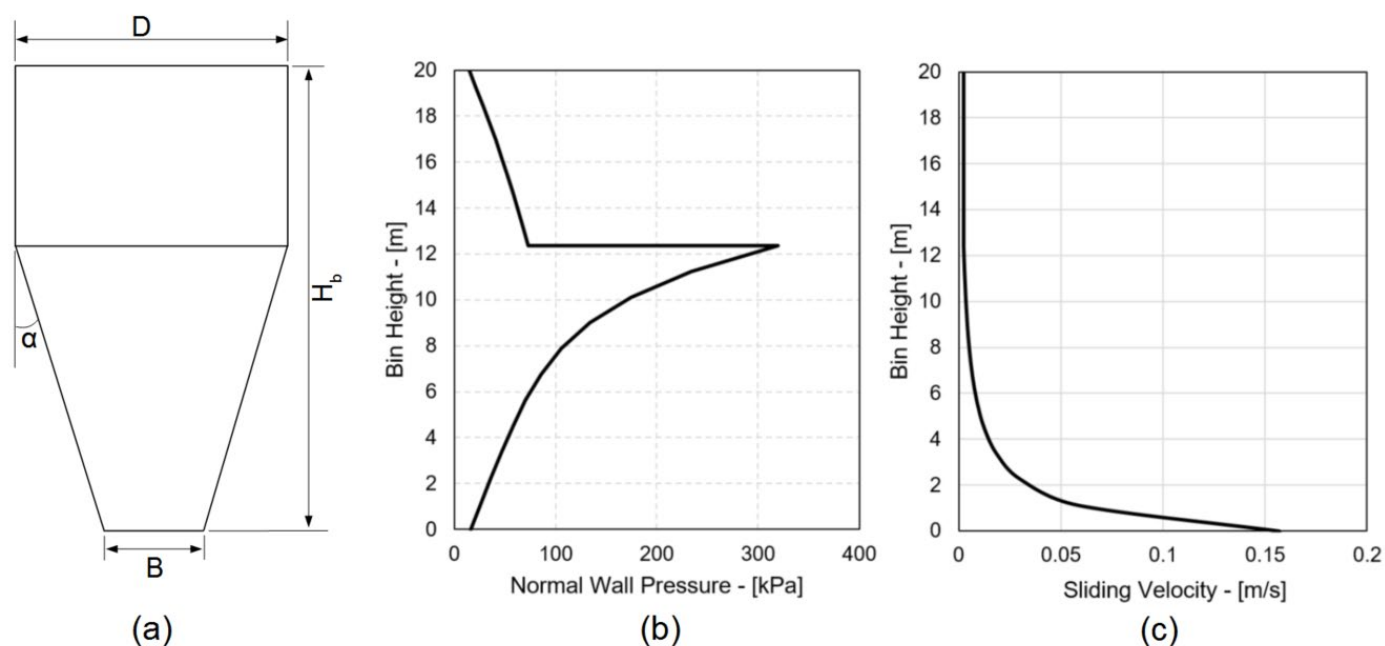 D
H_b
α
B
(a)
20
18
16
14
12
10
8
6
4
2
0
Bin Height - [m]
0 100 200 300 400
Normal Wall Pressure - [kPa]
(b)
20
18
16
14
12
10
8
6
4
2
0
Bin Height - [m]
0 0.05 0.1 0.15 0.2
Sliding Velocity - [m/s]
(c)